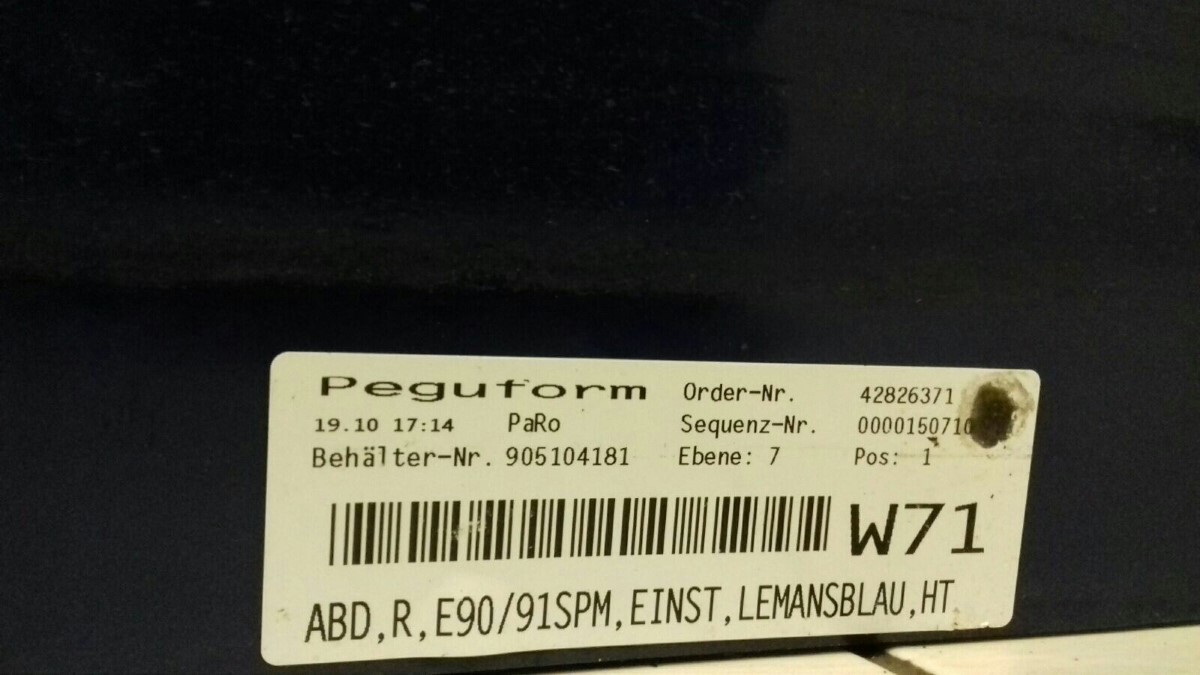 Peguform Order-Nr. 42826371
19.10 17:14 PaRo Sequenz-Nr. 0000150710
Behälter-Nr. 905104181 Ebene: 7 Pos: 1
W71
ABD,R,E90/91SPM,EINST,LEMANSBLAU,HT